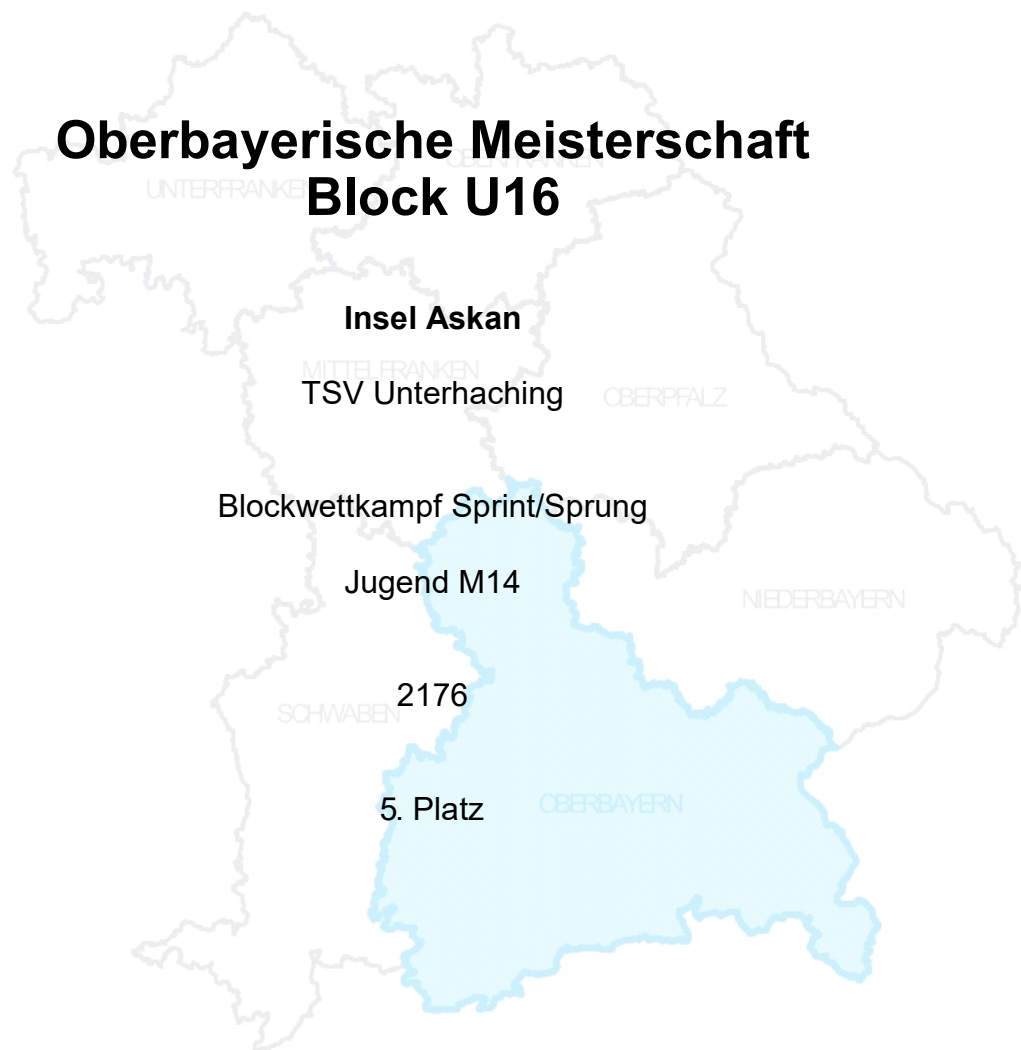 Oberbayerische Meisterschaft
OBERFRANKEN
UNTERFRANKEN
Block U16
Insel Askan
MITTELFRANKEN
TSV Unterhaching
OBERPFALZ
Blockwettkampf Sprint/Sprung
Jugend M14
NIEDERBAYERN
2176
SCHWABEN
5. Platz
OBERBAYERN